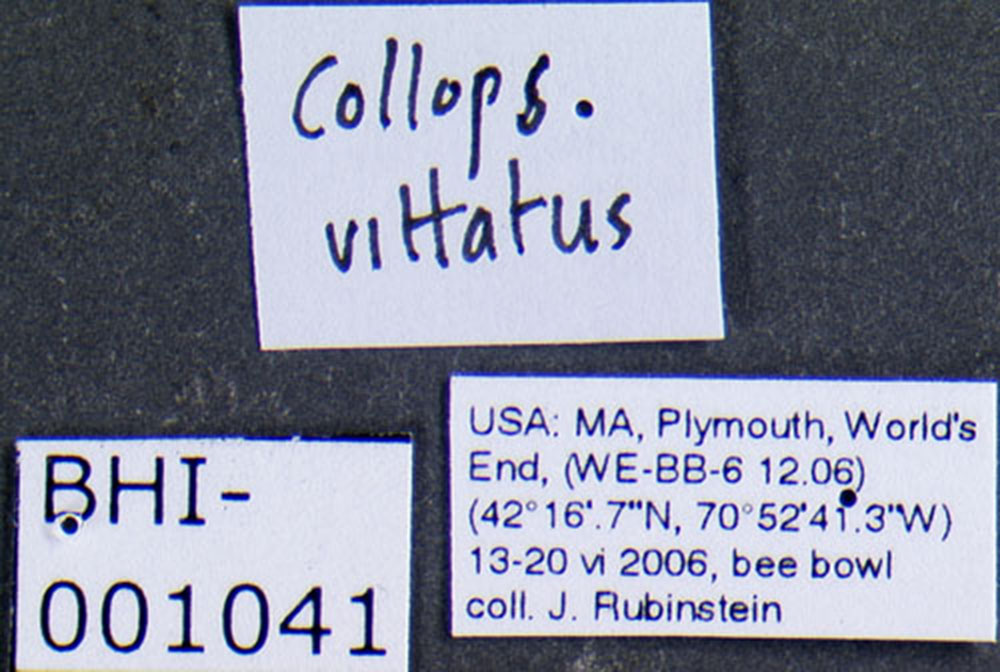 Collops.
vittatus
BHI-
001041
USA: MA, Plymouth, World's
End, (WE-BB-6 12.06)
(42°16'.7"N, 70°52'41.3"W)
13-20 vi 2006, bee bowl
coll. J. Rubinstein